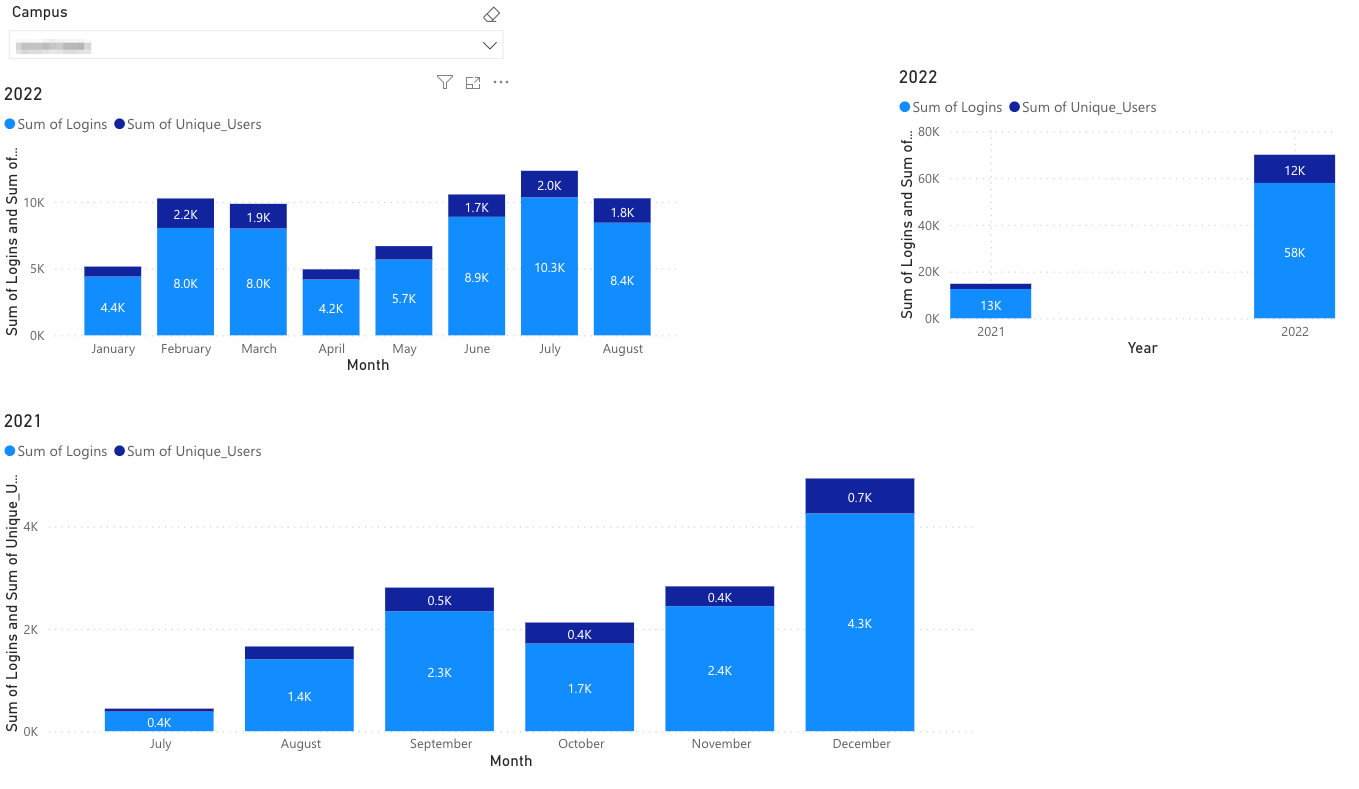 Campus
2022
Sum of Logins Sum of Unique_Users
Sum of Logins and Sum of...
10K
5K
0K
2.2K
1.9K
1.7K
2.0K
1.8K
4.4K
8.0K
8.0K
4.2K
5.7K
8.9K
10.3K
8.4K
January February March April May June July August
Month
2022
Sum of Logins Sum of Unique_Users
Sum of Logins and Sum of...
80K
60K
40K
20K
0K
12K
13K
58K
2021 2022
Year
2021
Sum of Logins Sum of Unique_Users
Sum of Logins and Sum of Unique_U...
4K
2K
0K
0.5K
0.4K
0.4K
0.7K
0.4K
1.4K
2.3K
1.7K
2.4K
4.3K
July August September October November December
Month